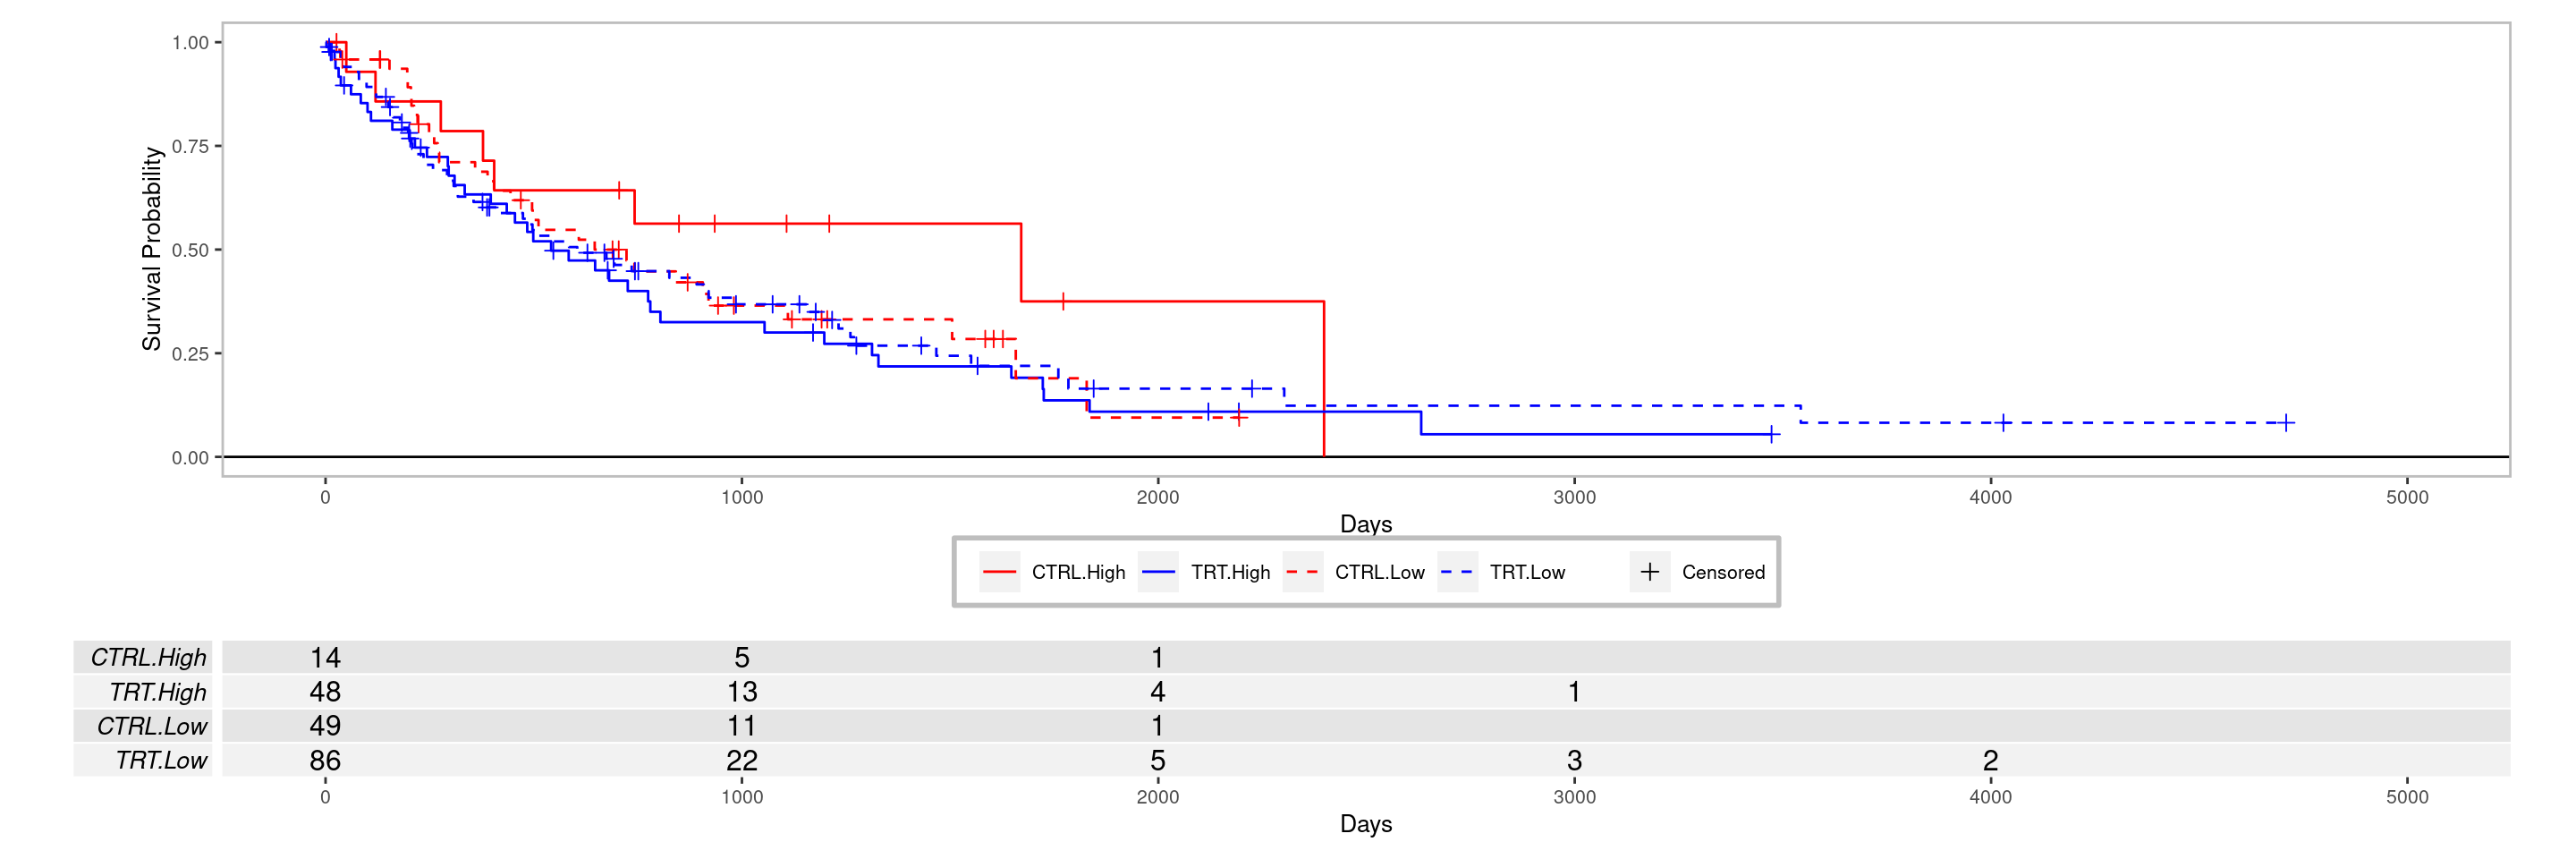 Survival Probability
1.00
0.75
0.50
0.25
0.00
0 1000 2000 3000 4000 5000
Days
CTRL.High TRT.High CTRL.Low TRT.Low Censored
CTRL.High 14 5 1
TRT.High 48 13 4 1
CTRL.Low 49 11 1
TRT.Low 86 22 5 3 2
0 1000 2000 3000 4000 5000
Days